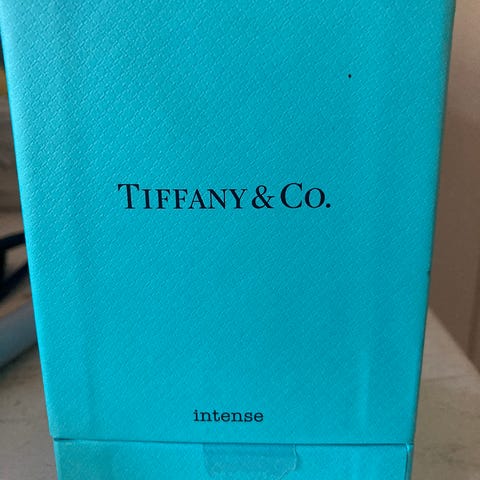 TIFFANY & CO.
intense